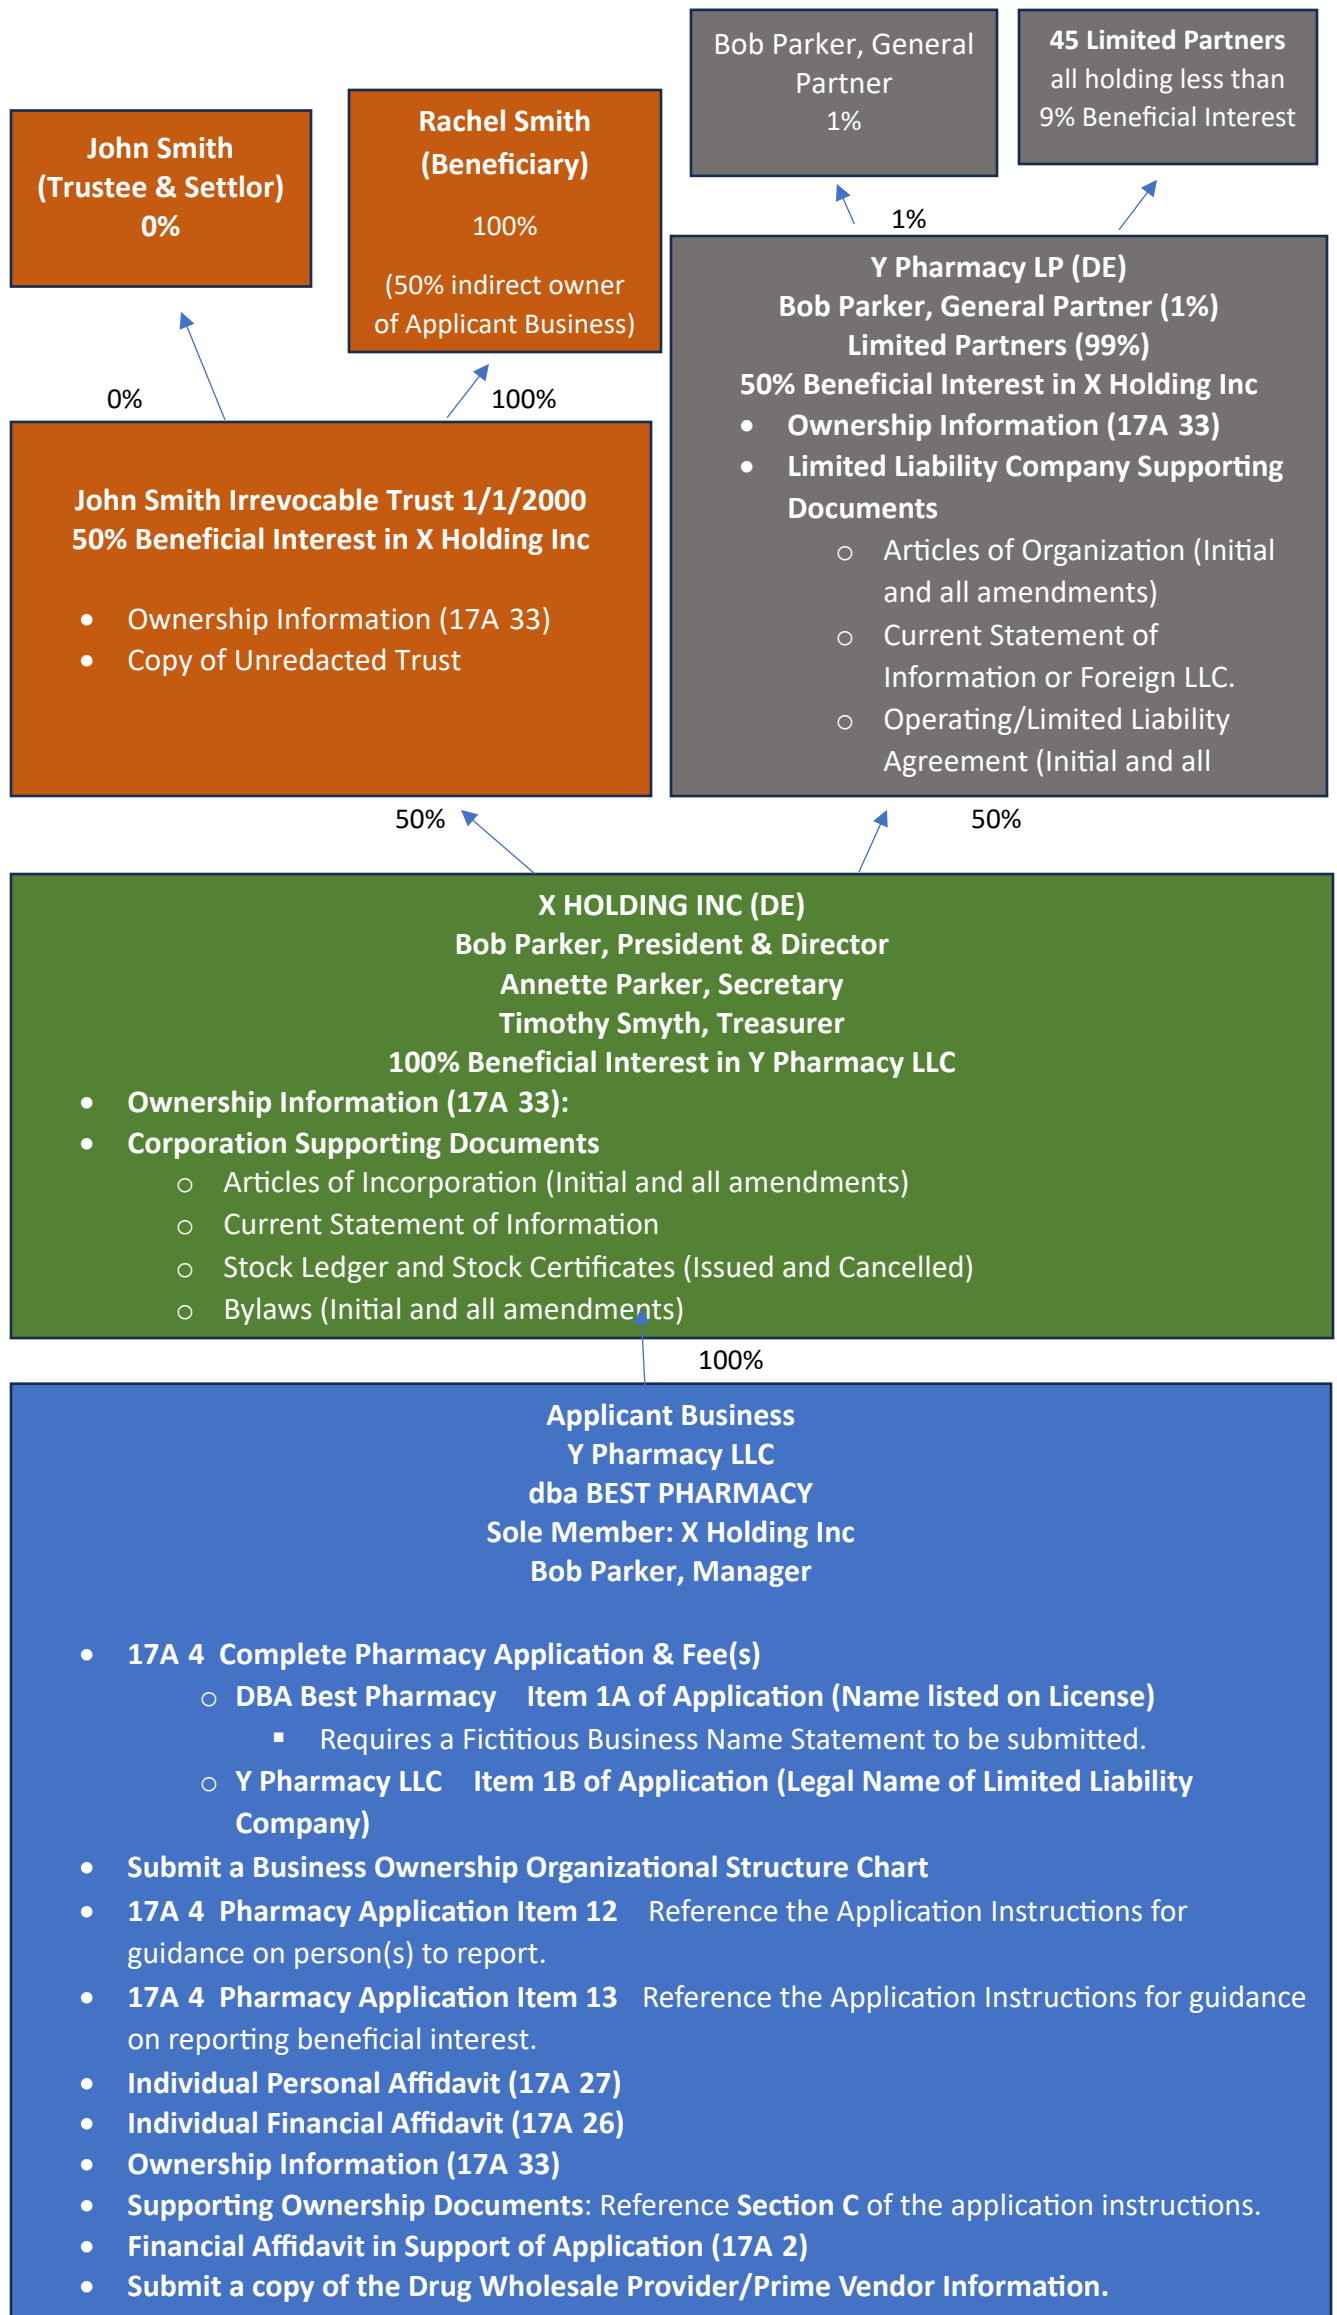 Bob Parker, General
Partner
1%
45 Limited Partners
all holding less than
9% Beneficial Interest
John Smith
(Trustee & Settlor)
0%
Rachel Smith
(Beneficiary)
100%
(50% indirect owner
of Applicant Business)
1%
0%
100%
John Smith Irrevocable Trust 1/1/2000
50% Beneficial Interest in X Holding Inc
• Ownership Information (17A 33)
• Copy of Unredacted Trust
Y Pharmacy LP (DE)
Bob Parker, General Partner (1%)
Limited Partners (99%)
50% Beneficial Interest in X Holding Inc
• Ownership Information (17A 33)
• Limited Liability Company Supporting
Documents
o Articles of Organization (Initial
and all amendments)
o Current Statement of
Information or Foreign LLC.
o Operating/Limited Liability
Agreement (Initial and all
50%
50%
X HOLDING INC (DE)
Bob Parker, President & Director
Annette Parker, Secretary
Timothy Smyth, Treasurer
100% Beneficial Interest in Y Pharmacy LLC
• Ownership Information (17A 33):
• Corporation Supporting Documents
o Articles of Incorporation (Initial and all amendments)
o Current Statement of Information
o Stock Ledger and Stock Certificates (Issued and Cancelled)
o Bylaws (Initial and all amendments)
100%
Applicant Business
Y Pharmacy LLC
dba BEST PHARMACY
Sole Member: X Holding Inc
Bob Parker, Manager
• 17A 4 Complete Pharmacy Application & Fee(s)
o DBA Best Pharmacy Item 1A of Application (Name listed on License)
▪ Requires a Fictitious Business Name Statement to be submitted.
o Y Pharmacy LLC Item 1B of Application (Legal Name of Limited Liability
Company)
• Submit a Business Ownership Organizational Structure Chart
• 17A 4 Pharmacy Application Item 12 Reference the Application Instructions for
guidance on person(s) to report.
• 17A 4 Pharmacy Application Item 13 Reference the Application Instructions for guidance
on reporting beneficial interest.
• Individual Personal Affidavit (17A 27)
• Individual Financial Affidavit (17A 26)
• Ownership Information (17A 33)
• Supporting Ownership Documents: Reference Section C of the application instructions.
• Financial Affidavit in Support of Application (17A 2)
• Submit a copy of the Drug Wholesale Provider/Prime Vendor Information.